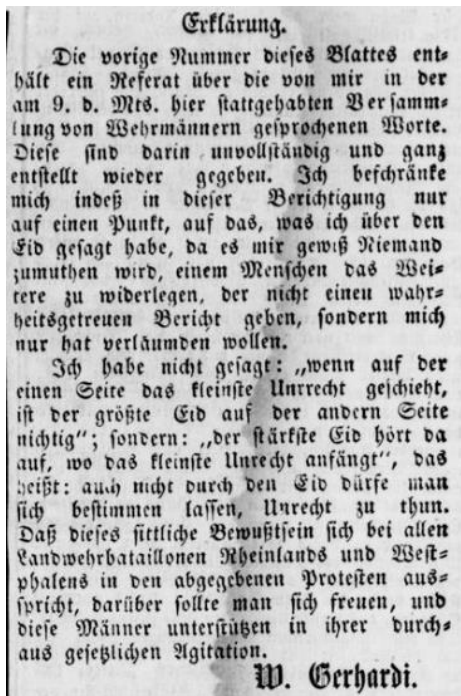 Erklärung.
Die vorige Nummer dieses Blattes ent-
hält ein Referat über die von mir in der
am 9. d. Mts. hier stattgehabten Versamm-
lung von Wehrmännern gesprochenen Worte.
Diese sind darin unvollständig und ganz
entstellt wieder gegeben. Ich beschränke
mich indeß in dieser Berichtigung nur
auf einen Punkt, auf das, was ich über den
Eid gesagt habe, da es mir gewiß Niemand
zumuthen wird, einem Menschen das Wei-
tere zu widerlegen, der nicht einen wahr-
heitsgetreuen Bericht geben, sondern mich
nur hat verläumden wollen.
Ich habe nicht gesagt: „wenn auf der
einen Seite das kleinste Unrrecht geschieht,
ist der größte Eid auf der andern Seite
nichtig“; sondern: „der stärkste Eid hört da
auf, wo das kleinste Unrecht anfängt“, das
heißt: auch nicht durch den Eid dürfe man
sich bestimmen lassen, Unrecht zu thun.
Daß dieses sittliche Bewußtsein sich bei allen
Landwehrbataillonen Rheinlands und West-
phalens in den abgegebenen Protesten aus-
spricht, darüber sollte man sich freuen, und
diese Männer unterstützen in ihrer durch-
aus gesetzlichen Agitation.
W. Gerhardi.